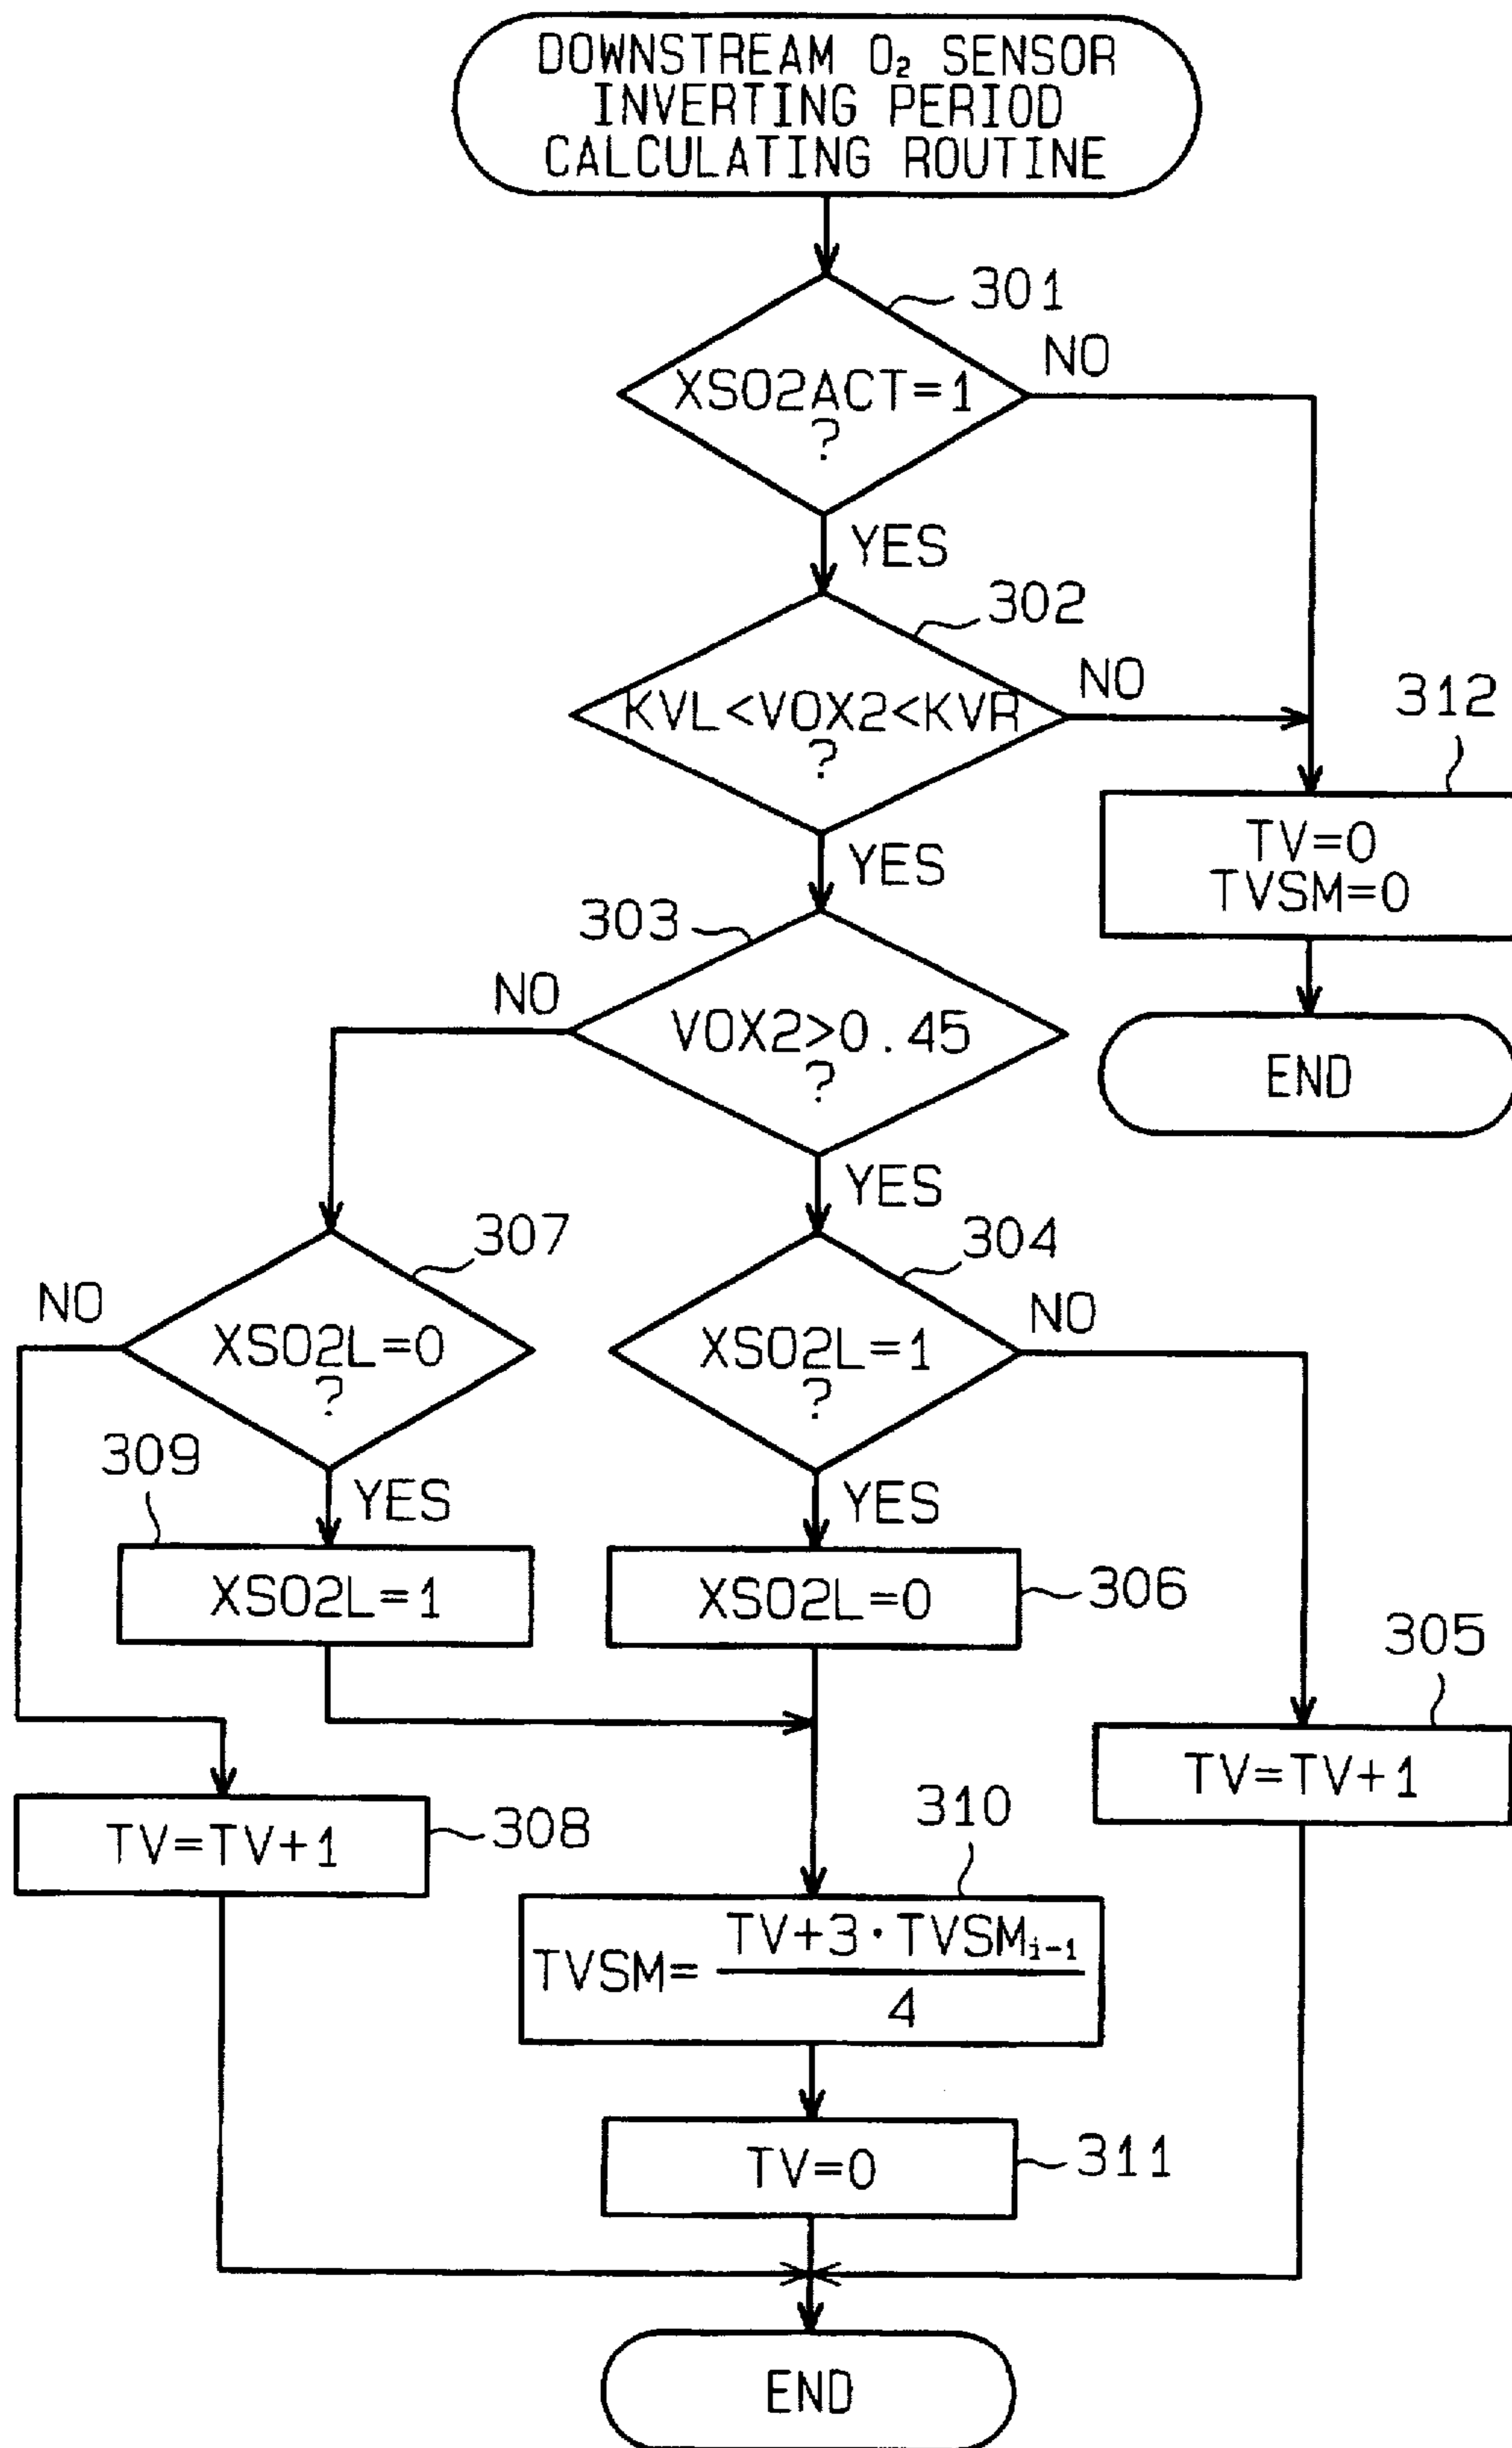 DOWNSTREAM O₂ SENSOR
INVERTING PERIOD
CALCULATING ROUTINE
301
NO
XSO2ACT=1
?
YES
302
NO
KVL<VOX2<KVR
?
312
TV=0
TVSM=0
YES
303
NO
VOX2>0.45
?
END
YES
307
304
NO
NO
XSO2L=0
?
XSO2L=1
?
309
YES
YES
XSO2L=1
XSO2L=0
306
305
TV=TV+1
310
TV=TV+1
308
TVSM= TV+3·TVSMi-1
4
TV=0
311
END